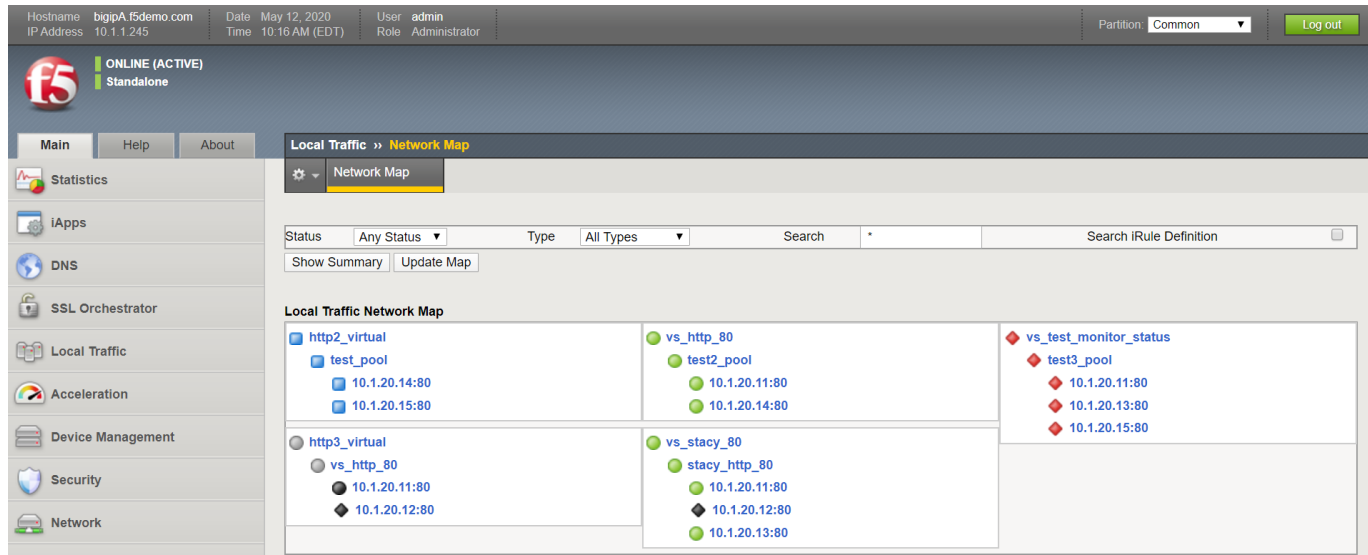 Hostname bigipA.f5demo.com Date May 12, 2020 User admin
IP Address 10.1.1.245 Time 10:16 AM (EDT) Role Administrator
Partition: Common Log out
f5
ONLINE (ACTIVE)
Standalone
Main Help About
Statistics
iApps
DNS
SSL Orchestrator
Local Traffic
Acceleration
Device Management
Security
Network
Local Traffic ›› Network Map
Network Map
Status Any Status Type All Types Search * Search iRule Definition
Show Summary Update Map
Local Traffic Network Map
http2_virtual
test_pool
10.1.20.14:80
10.1.20.15:80
vs_http_80
test2_pool
10.1.20.11:80
10.1.20.14:80
vs_test_monitor_status
test3_pool
10.1.20.11:80
10.1.20.13:80
10.1.20.15:80
http3_virtual
vs_http_80
10.1.20.11:80
10.1.20.12:80
vs_stacy_80
stacy_http_80
10.1.20.11:80
10.1.20.12:80
10.1.20.13:80